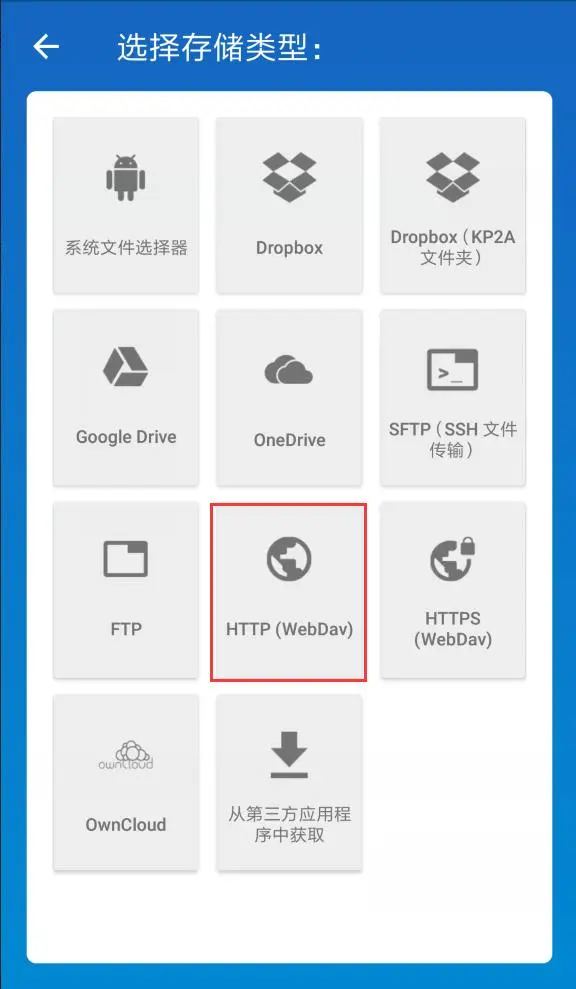 选择存储类型：
系统文件选择器
Dropbox
Dropbox（KP2A
文件夹）
Google Drive
OneDrive
>_
SFTP（SSH 文件
传输）
FTP
HTTP (WebDav)
HTTPS
(WebDav)
ownCloud
OwnCloud
从第三方应用程
序中获取